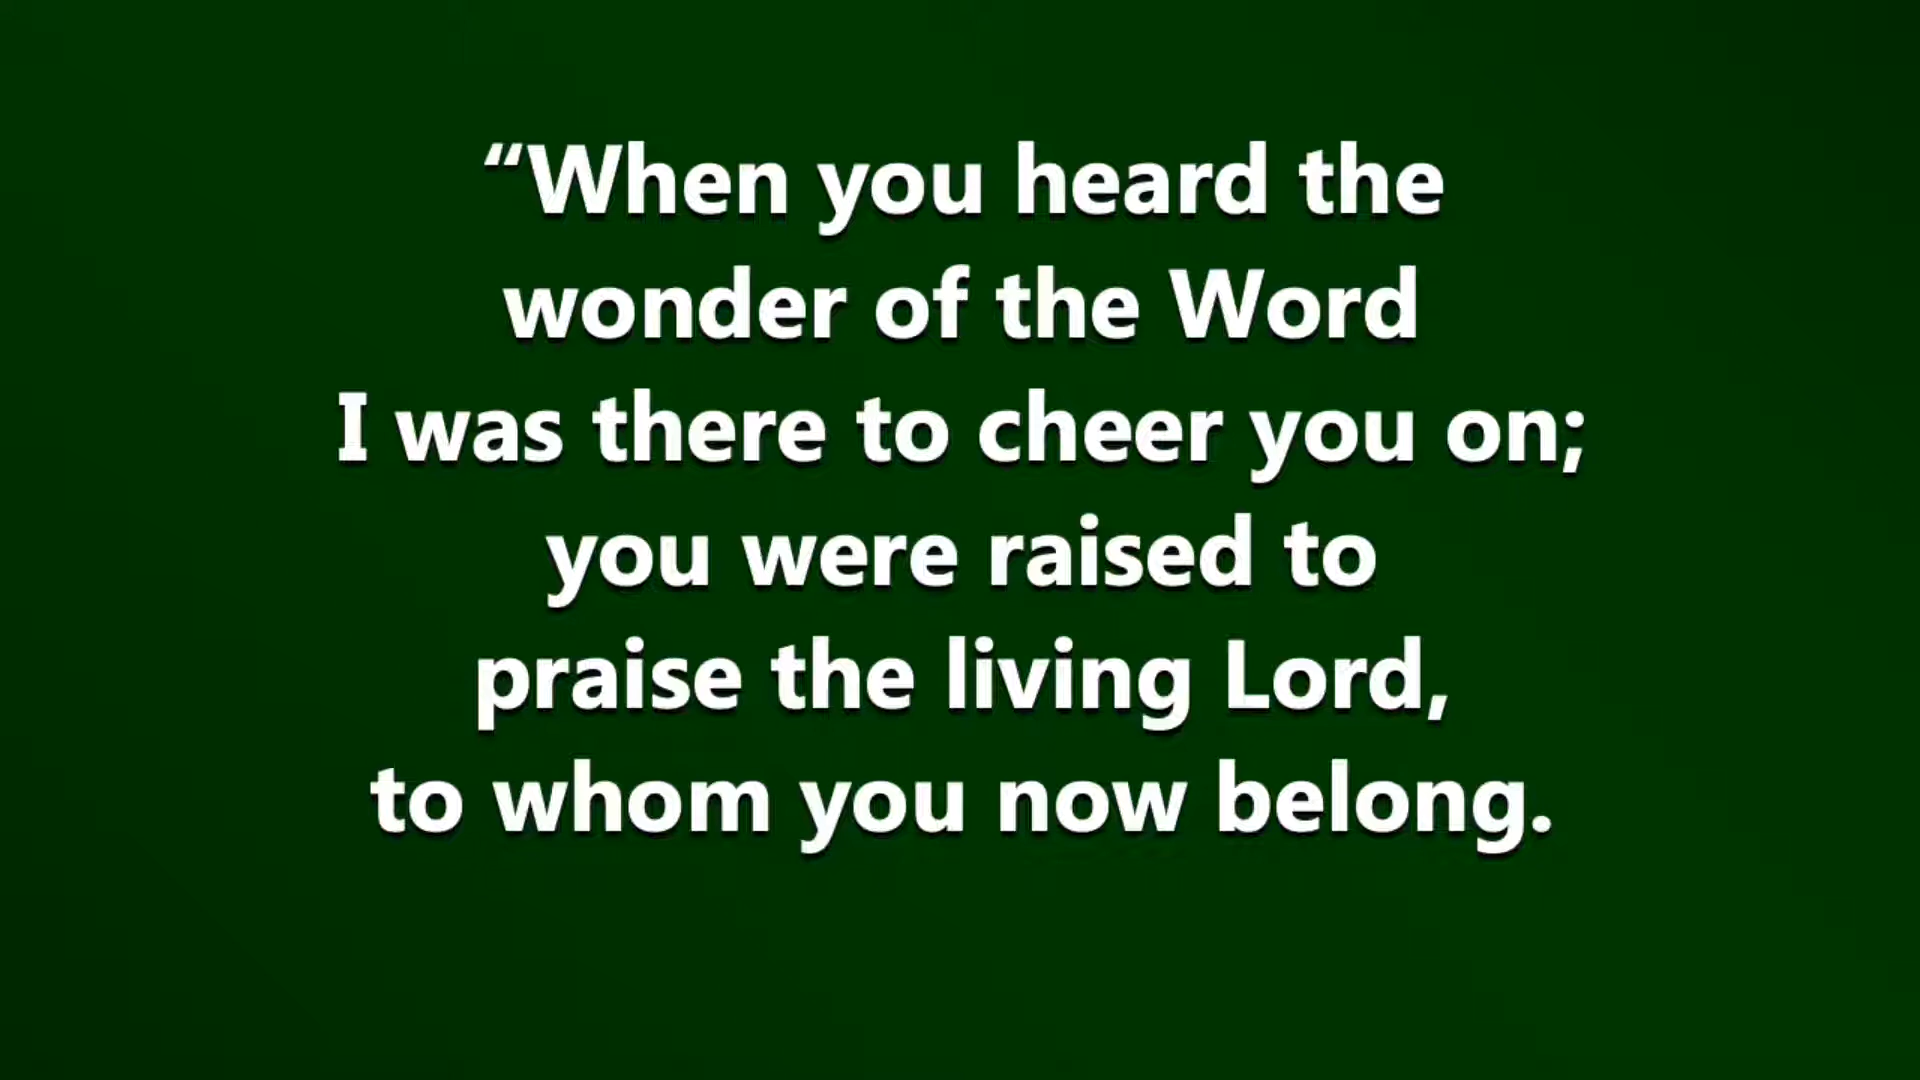 “When you heard the
wonder of the Word
I was there to cheer you on;
you were raised to
praise the living Lord,
to whom you now belong.